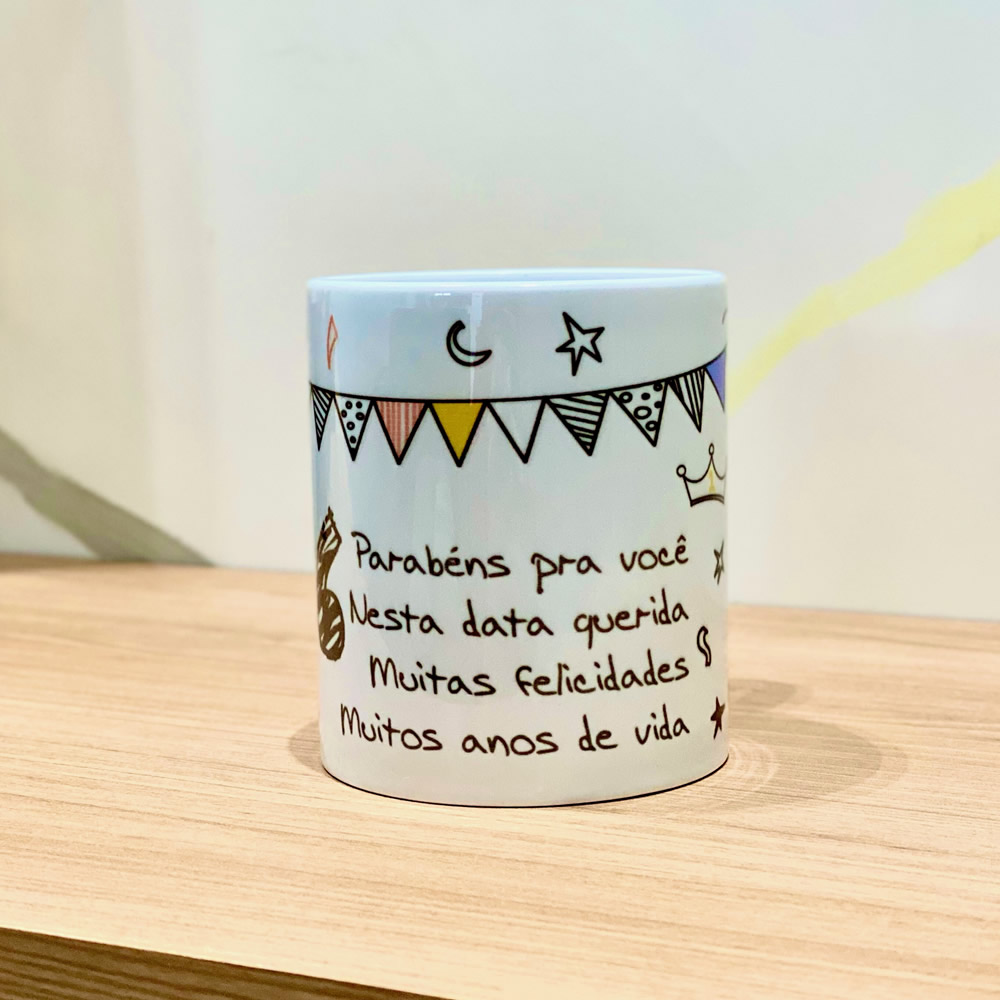 Parabéns pra você
Nesta data querida
Muitas felicidades
Muitos anos de vida